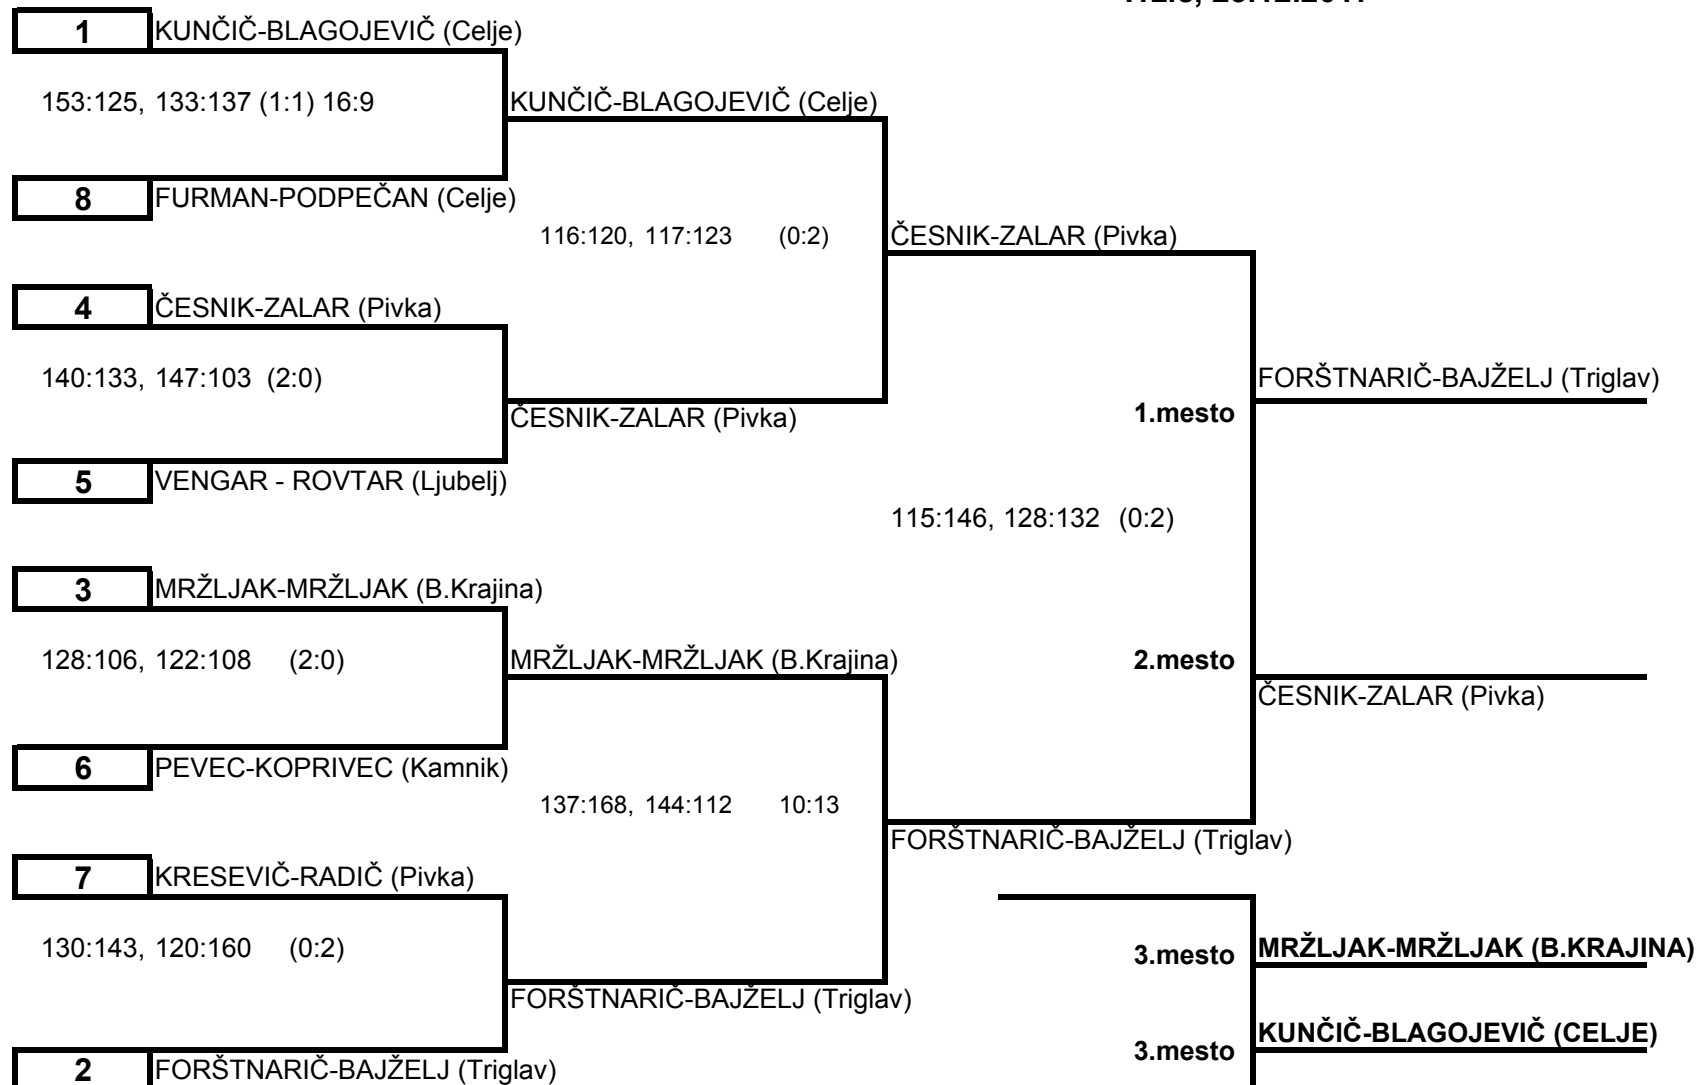 1 KUNČIČ-BLAGOJEVIČ (Celje)
153:125, 133:137 (1:1) 16:9
KUNČIČ-BLAGOJEVIČ (Celje)
8 FURMAN-PODPEČAN (Celje)
116:120, 117:123 (0:2)
ČESNIK-ZALAR (Pivka)
4 ČESNIK-ZALAR (Pivka)
140:133, 147:103 (2:0)
FORŠTNARIČ-BAJŽELJ (Triglav)
ČESNIK-ZALAR (Pivka)
1.mesto
5 VENGAR - ROVTAR (Ljubelj)
115:146, 128:132 (0:2)
3 MRŽLJAK-MRŽLJAK (B.Krajina)
128:106, 122:108 (2:0)
MRŽLJAK-MRŽLJAK (B.Krajina)
2.mesto
ČESNIK-ZALAR (Pivka)
6 PEVEC-KOPRIVEC (Kamnik)
137:168, 144:112 10:13
FORŠTNARIČ-BAJŽELJ (Triglav)
7 KRESEVIČ-RADIČ (Pivka)
130:143, 120:160 (0:2)
3.mesto MRŽLJAK-MRŽLJAK (B.KRAJINA)
FORŠTNARIČ-BAJŽELJ (Triglav)
3.mesto KUNČIČ-BLAGOJEVIČ (CELJE)
2 FORŠTNARIČ-BAJŽELJ (Triglav)